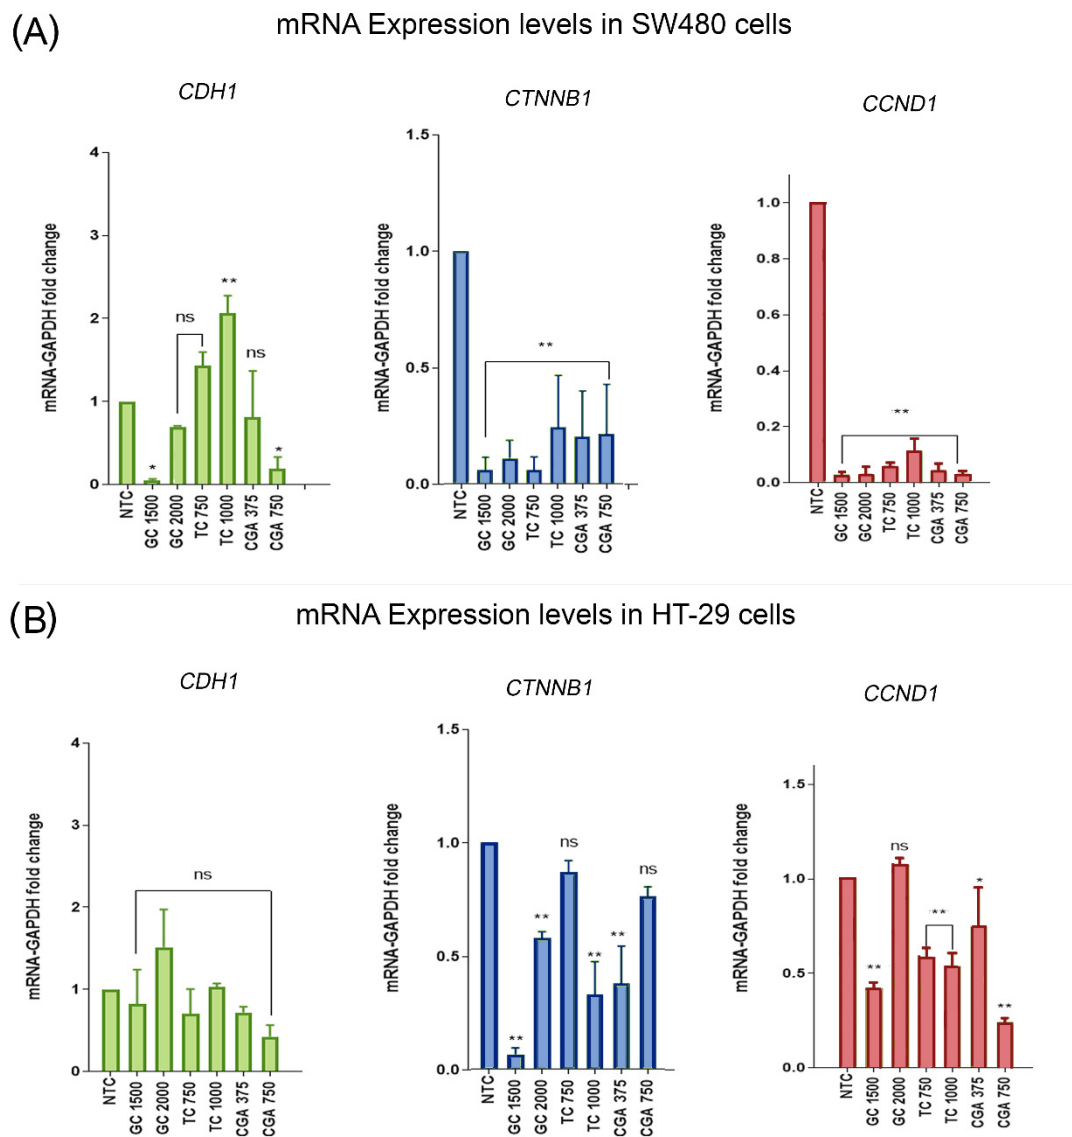 (A)
mRNA Expression levels in SW480 cells
CDH1
mRNA-GAPDH fold change
4
3
2
1
0
*
ns
**
ns
*
NTC
GC 1500
GC 2000
TC 750
TC 1000
CGA 375
CGA 750
CTNNB1
mRNA-GAPDH fold change
1.5
1.0
0.5
0.0
**
NTC
GC 1500
GC 2000
TC 750
TC 1000
CGA 375
CGA 750
CCND1
mRNA-GAPDH fold change
1.0
0.8
0.6
0.4
0.2
0.0
**
NTC
GC 1500
GC 2000
TC 750
TC 1000
CGA 375
CGA 750
(B)
mRNA Expression levels in HT-29 cells
CDH1
mRNA-GAPDH fold change
4
3
2
1
0
ns
NTC
GC 1500
GC 2000
TC 750
TC 1000
CGA 375
CGA 750
CTNNB1
mRNA-GAPDH fold change
1.5
1.0
0.5
0.0
**
**
ns
**
**
ns
NTC
GC 1500
GC 2000
TC 750
TC 1000
CGA 375
CGA 750
CCND1
mRNA-GAPDH fold change
1.5
1.0
0.5
0.0
**
ns
**
*
**
NTC
GC 1500
GC 2000
TC 750
TC 1000
CGA 375
CGA 750